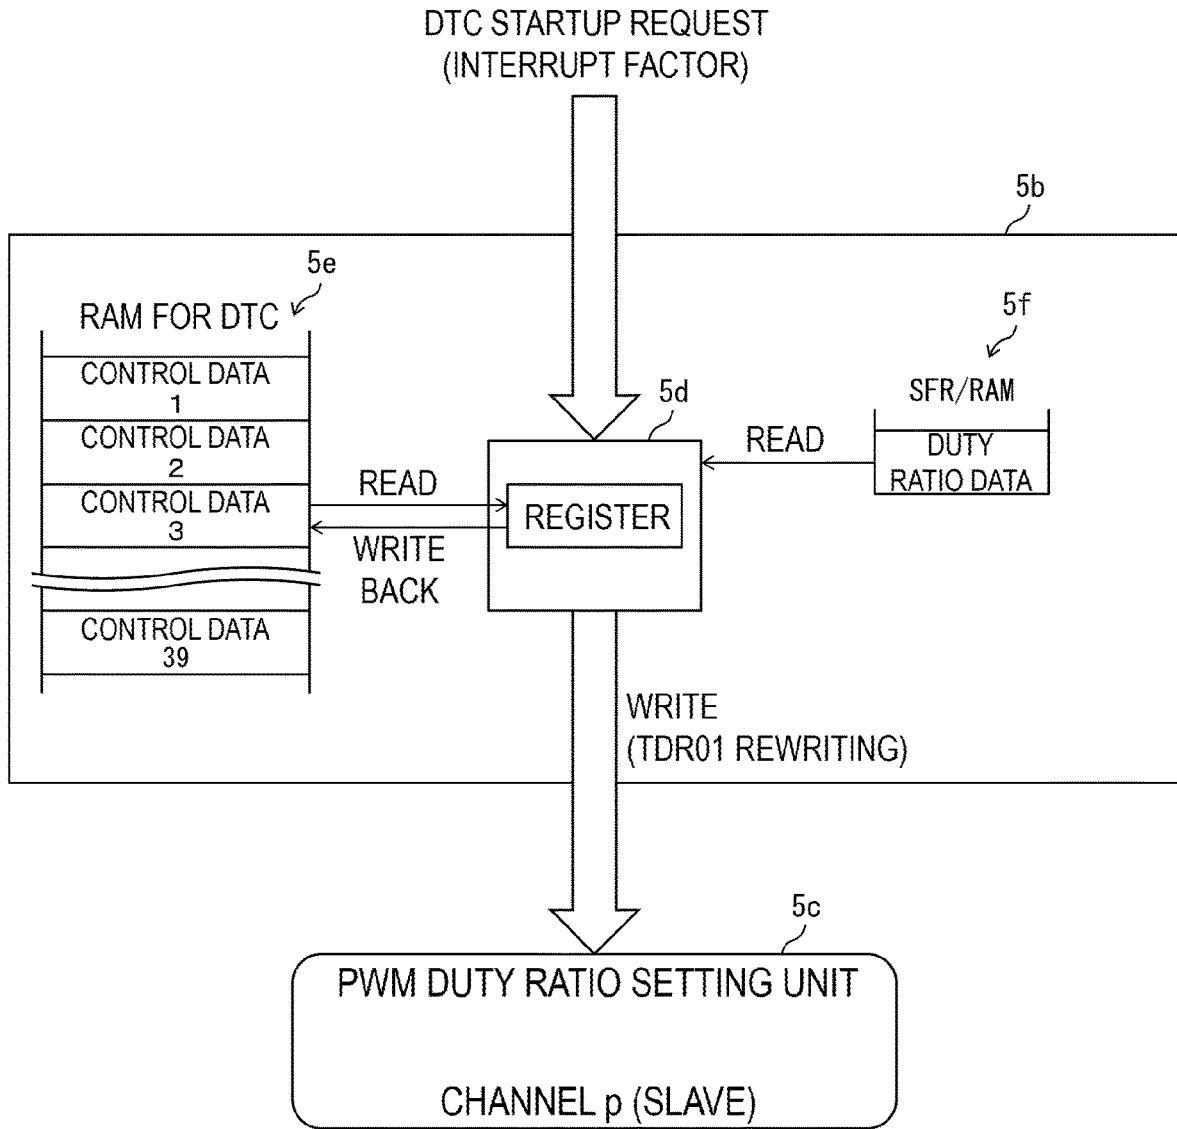 DTC STARTUP REQUEST
(INTERRUPT FACTOR)
5b
5e
RAM FOR DTC
CONTROL DATA
1
CONTROL DATA
2
CONTROL DATA
3
CONTROL DATA
39
READ
WRITE
BACK
5d
REGISTER
READ
5f
SFR/RAM
DUTY
RATIO DATA
WRITE
(TDR01 REWRITING)
5c
PWM DUTY RATIO SETTING UNIT
CHANNEL p (SLAVE)